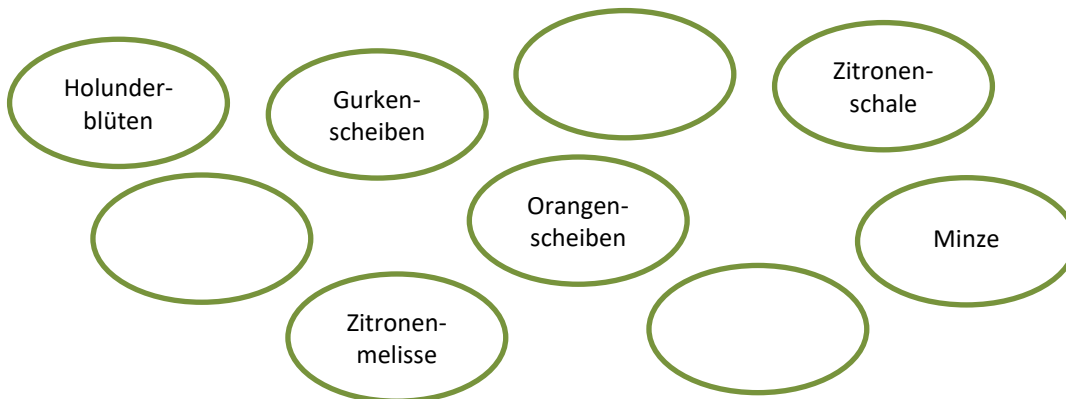 Holunder-
blüten
Gurken-
scheiben
Zitronen-
schale
Orangen-
scheiben
Minze
Zitronen-
melisse